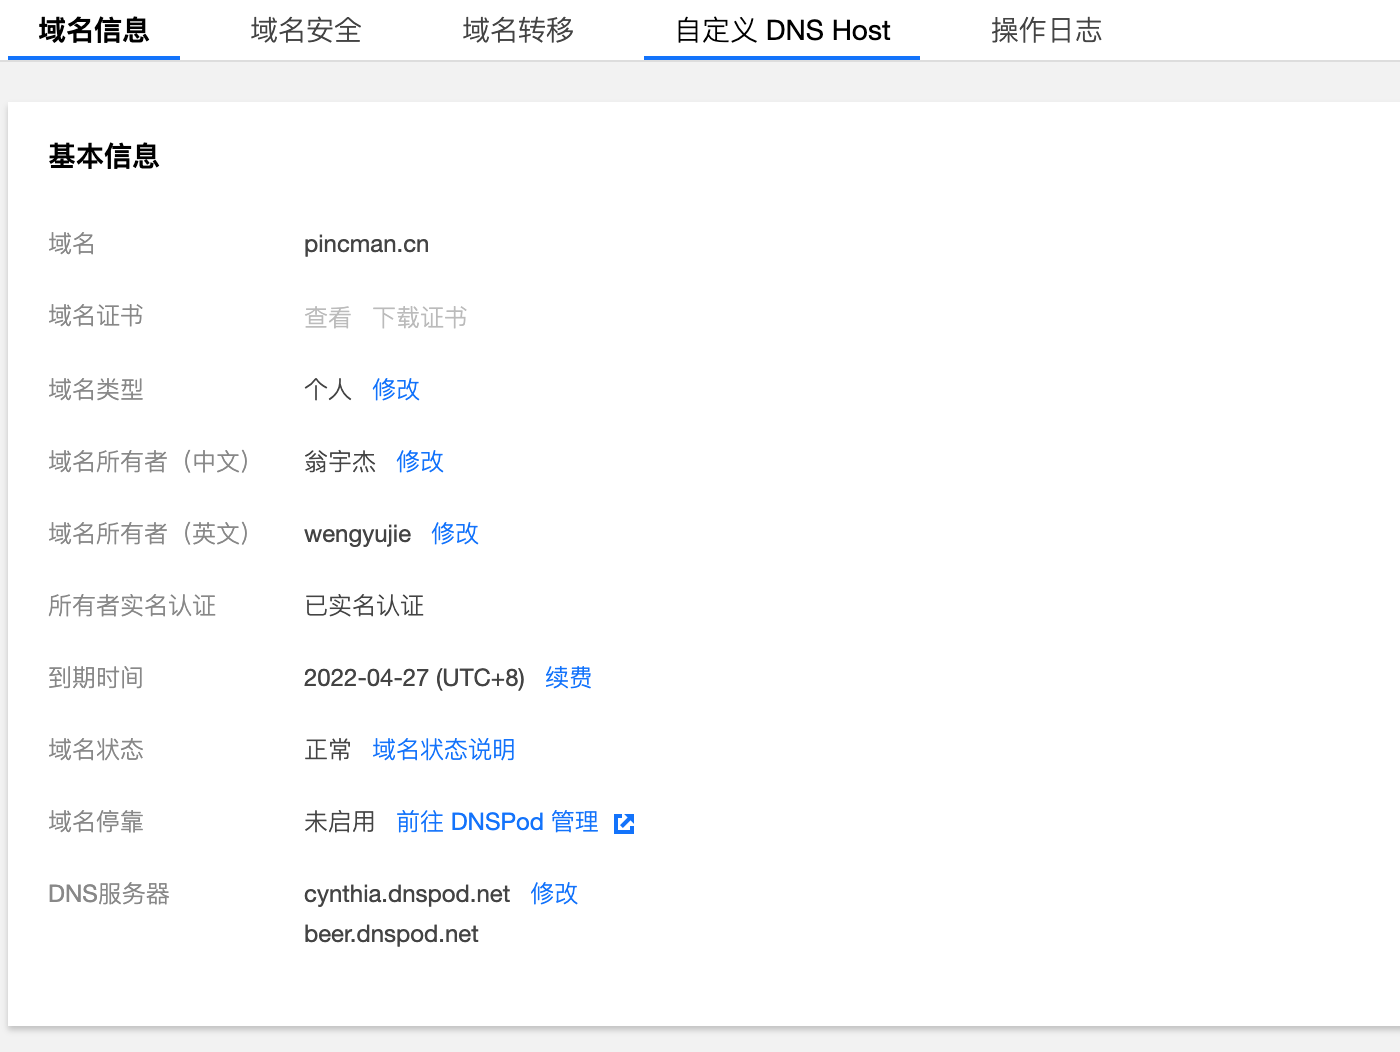 域名信息 域名安全 域名转移 自定义 DNS Host 操作日志
基本信息
域名 pincman.cn
域名证书 查看 下载证书
域名类型 个人 修改
域名所有者（中文） 翁宇杰 修改
域名所有者（英文） wengyujie 修改
所有者实名认证 已实名认证
到期时间 2022-04-27 (UTC+8) 续费
域名状态 正常 域名状态说明
域名停靠 未启用 前往 DNSPod 管理
DNS服务器 cynthia.dnspod.net 修改
beer.dnspod.net